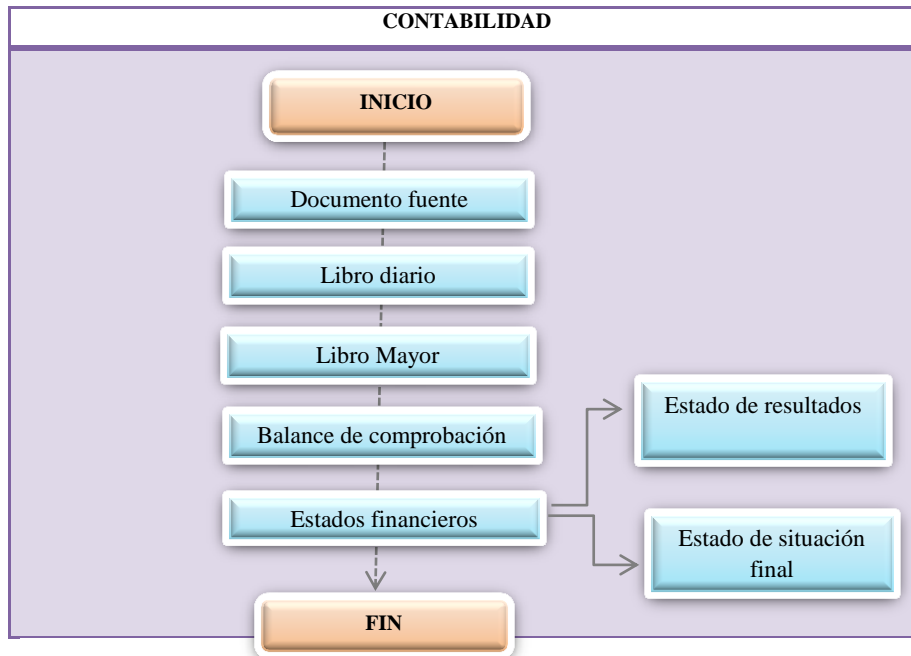 CONTABILIDAD
INICIO
Documento fuente
Libro diario
Libro Mayor
Balance de comprobación
Estados financieros
Estado de resultados
Estado de situación
final
FIN